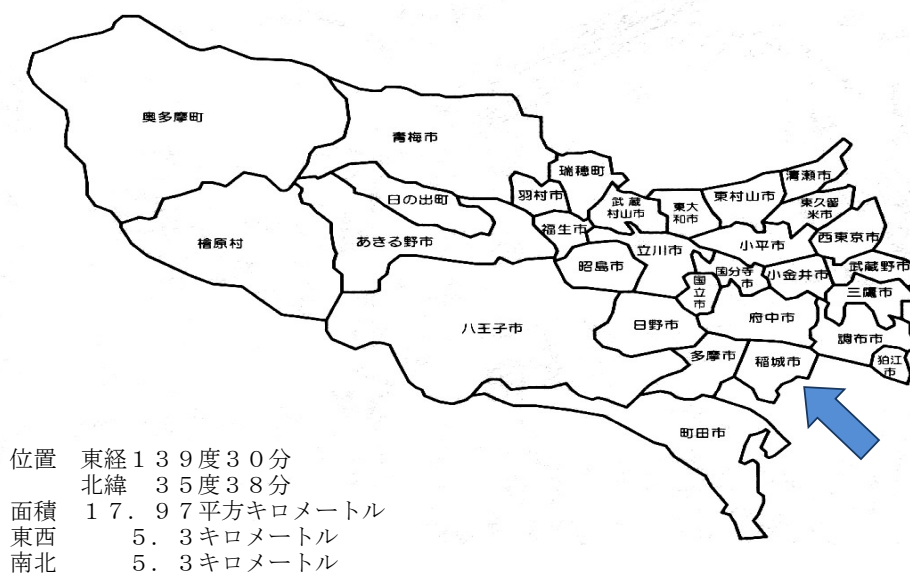 奥多摩町
青梅市
瑞穂町
清瀬市
日の出町
羽村市
武蔵
村山市
東大
和市
東村山市
東久留
米市
檜原村
あきる野市
福生市
立川市
小平市
西東京市
昭島市
国分寺
市
小金井市
武蔵野市
国
立
市
三鷹市
八王子市
日野市
府中市
調布市
多摩市
稲城市
狛江
市
町田市
位置 東経139度30分
北緯 35度38分
面積 17.97平方キロメートル
東西 5.3キロメートル
南北 5.3キロメートル